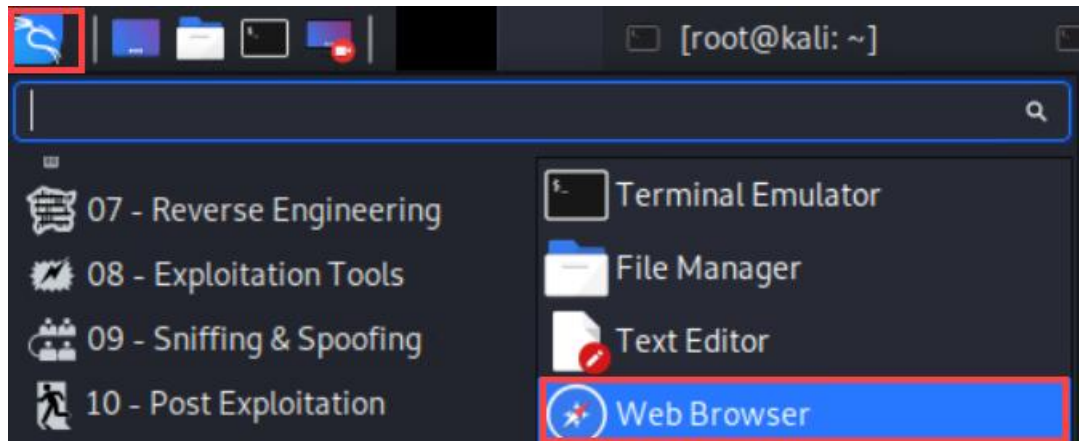 [root@kali: ~]
07 - Reverse Engineering
08 - Exploitation Tools
09 - Sniffing & Spoofing
10 - Post Exploitation
$_
Terminal Emulator
File Manager
Text Editor
Web Browser